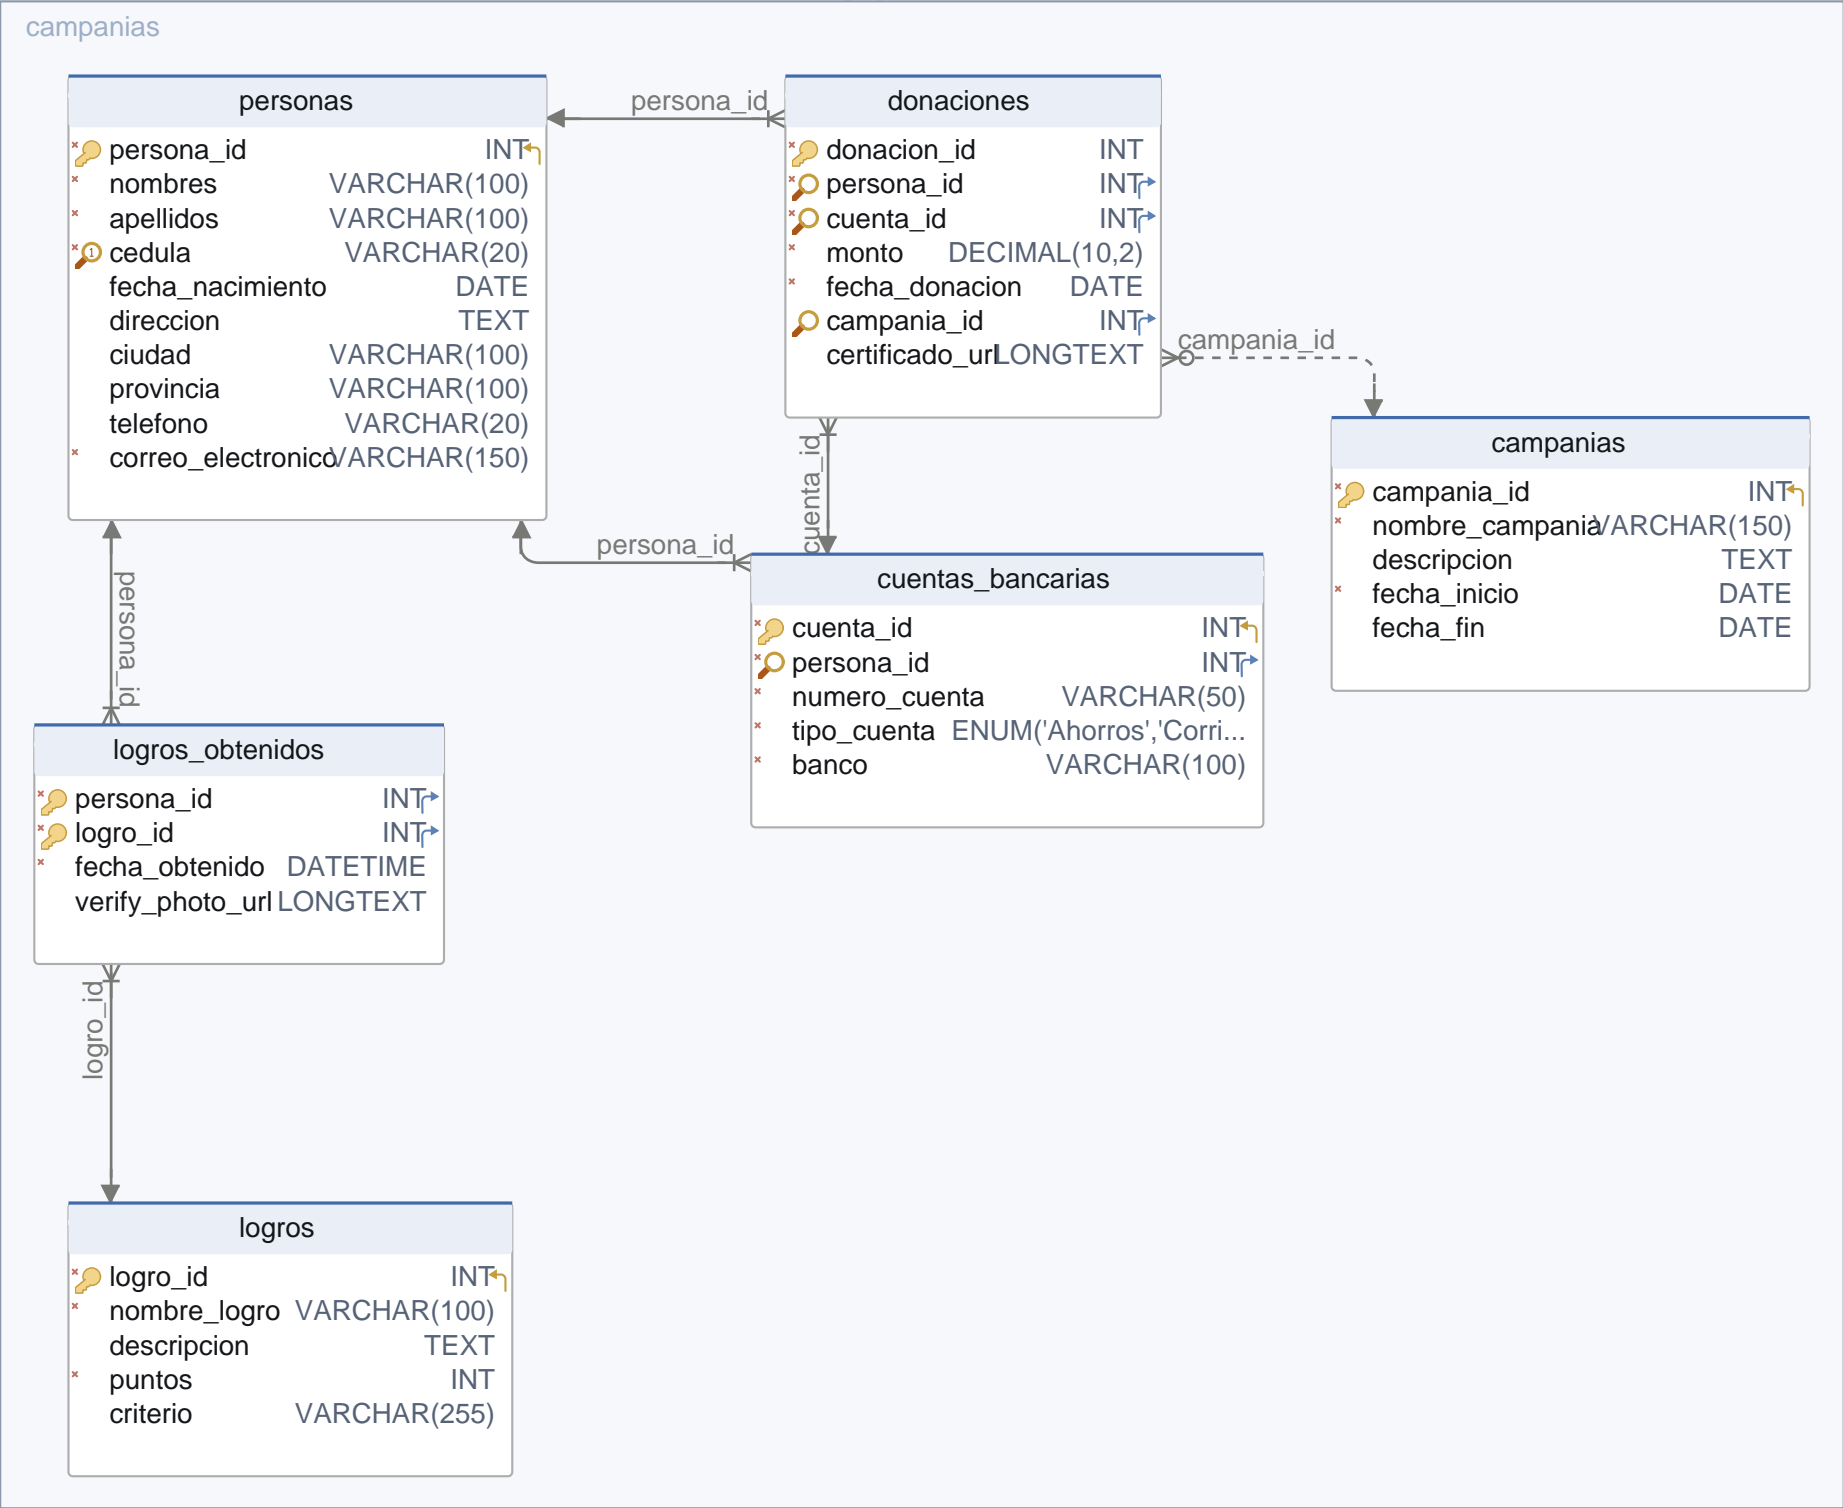 campanias
personas
persona_id INT
nombres VARCHAR(100)
apellidos VARCHAR(100)
cedula VARCHAR(20)
fecha_nacimiento DATE
direccion TEXT
ciudad VARCHAR(100)
provincia VARCHAR(100)
telefono VARCHAR(20)
correo_electronico VARCHAR(150)
persona_id
donaciones
donacion_id INT
persona_id INT
cuenta_id INT
monto DECIMAL(10,2)
fecha_donacion DATE
campania_id INT
certificado_url LONGTEXT
campania_id
campanias
campania_id INT
nombre_campania VARCHAR(150)
descripcion TEXT
fecha_inicio DATE
fecha_fin DATE
cuenta_id
persona_id
cuentas_bancarias
cuenta_id INT
persona_id INT
numero_cuenta VARCHAR(50)
tipo_cuenta ENUM('Ahorros','Corri...
banco VARCHAR(100)
persona_id
logros_obtenidos
persona_id INT
logro_id INT
fecha_obtenido DATETIME
verify_photo_url LONGTEXT
logro_id
logros
logro_id INT
nombre_logro VARCHAR(100)
descripcion TEXT
puntos INT
criterio VARCHAR(255)